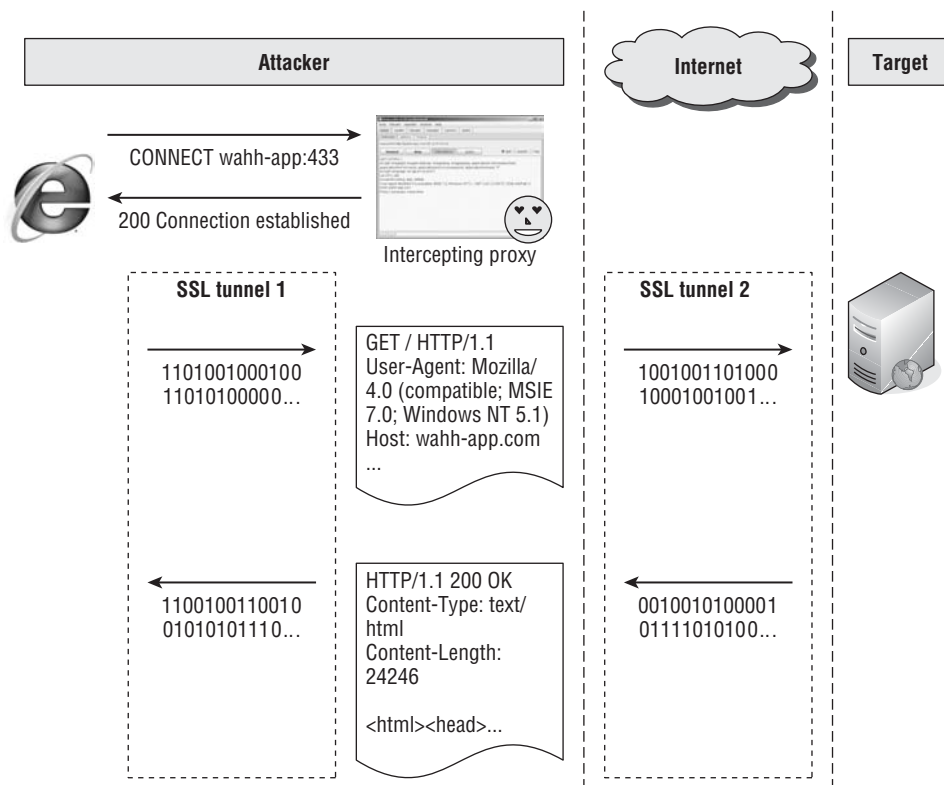 Attacker
Internet
Target
CONNECT wahh-app:433
200 Connection established
Intercepting proxy
SSL tunnel 1
SSL tunnel 2
1101001000100
11010100000...
GET / HTTP/1.1
User-Agent: Mozilla/
4.0 (compatible; MSIE
7.0; Windows NT 5.1)
Host: wahh-app.com
...
1001001101000
10001001001...
1100100110010
01010101110...
HTTP/1.1 200 OK
Content-Type: text/
html
Content-Length:
24246
<html><head>...
0010010100001
01111010100...